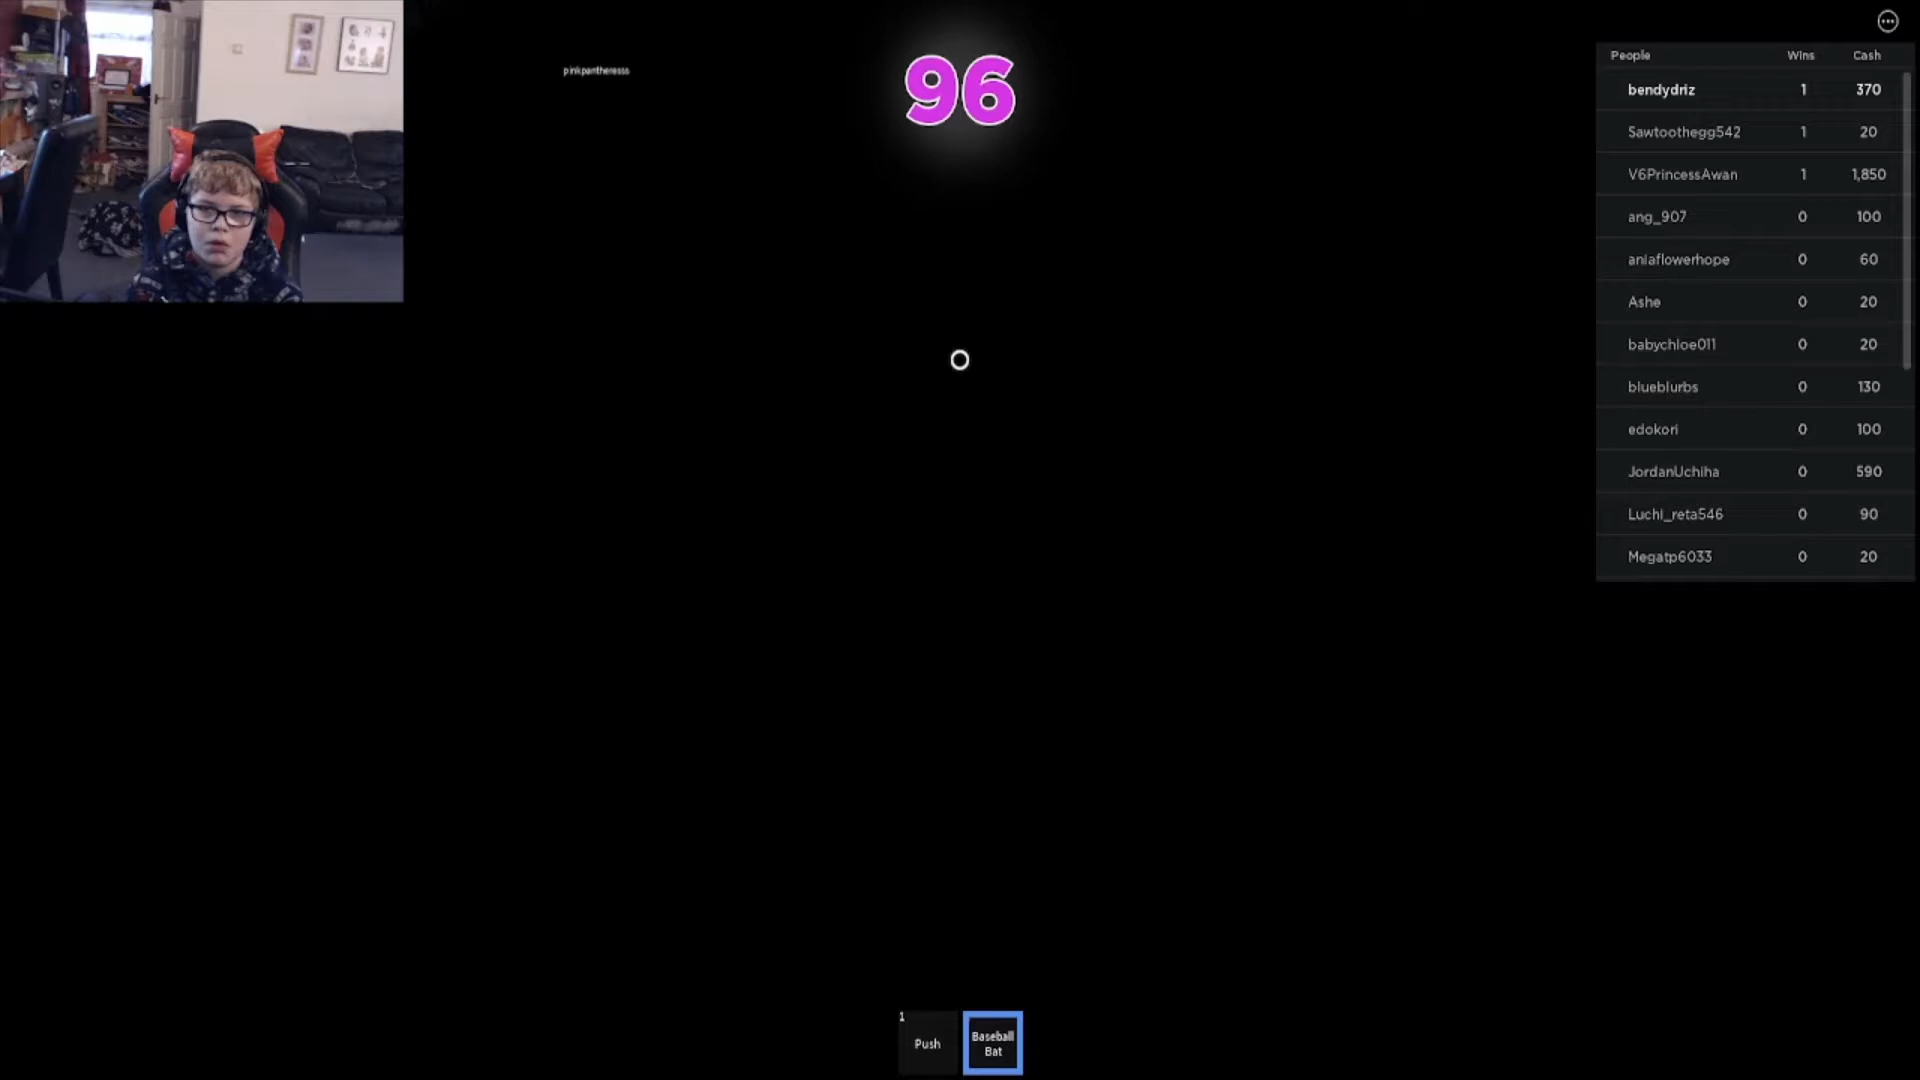 pinkpantheresss
96
People Wins Cash
bendydriz 1 370
Sawtoothegg542 1 20
V6PrincessAwan 1 1,850
ang_907 0 100
aniaflowerhope 0 60
Ashe 0 20
babychloe011 0 20
blueblurbs 0 130
edokori 0 100
JordanUchiha 0 590
Luchi_reta546 0 90
Megatp6033 0 20
1
Push
Baseball
Bat